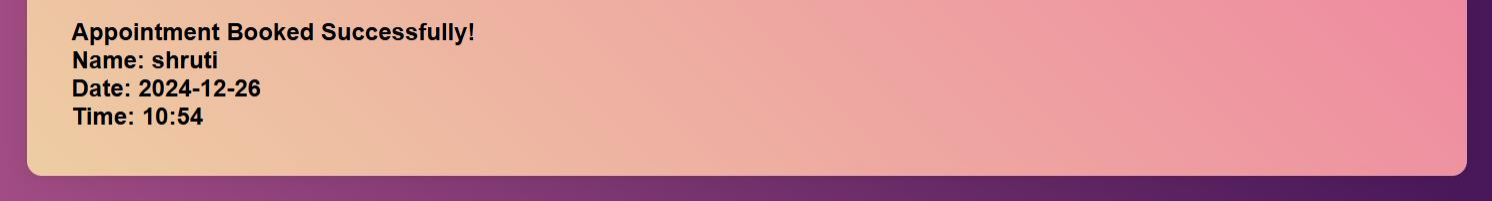 Appointment Booked Successfully!
Name: shruti
Date: 2024-12-26
Time: 10:54